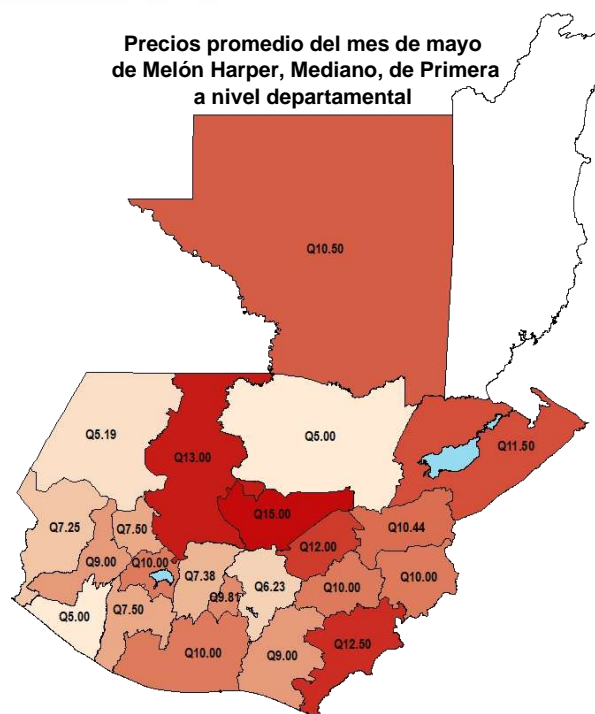 Precios promedio del mes de mayo
de Melón Harper, Mediano, de Primera
a nivel departamental
Q10.50
Q5.19
Q5.00
Q13.00
Q11.50
Q15.00
Q7.25
Q7.50
Q10.44
Q12.00
Q9.00
Q10.00
Q7.38
Q6.23
Q10.00
Q10.00
Q9.81
Q5.00
Q7.50
Q12.50
Q10.00
Q9.00